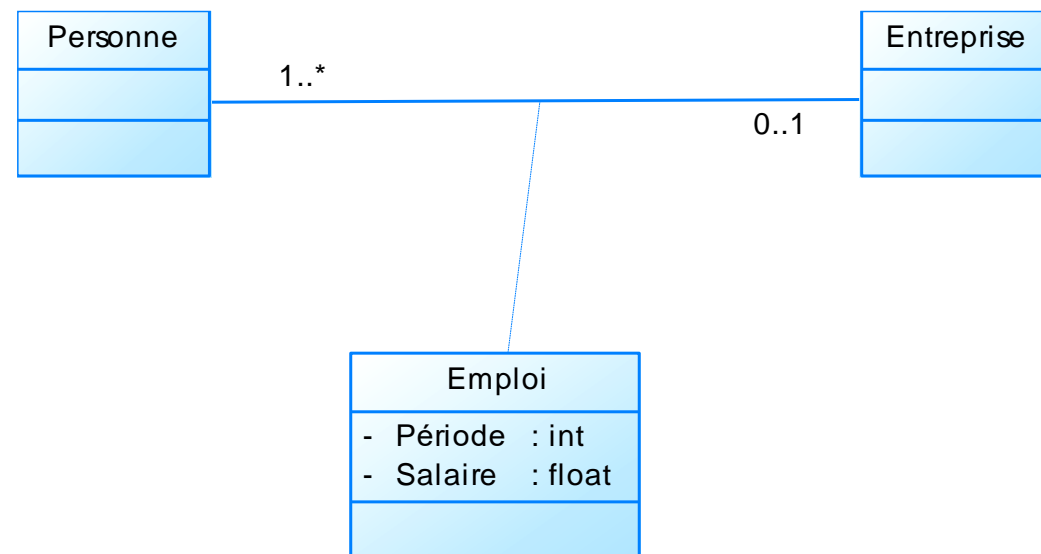 Personne
Entreprise
1..*
0..1
Emploi
- Période : int
- Salaire : float